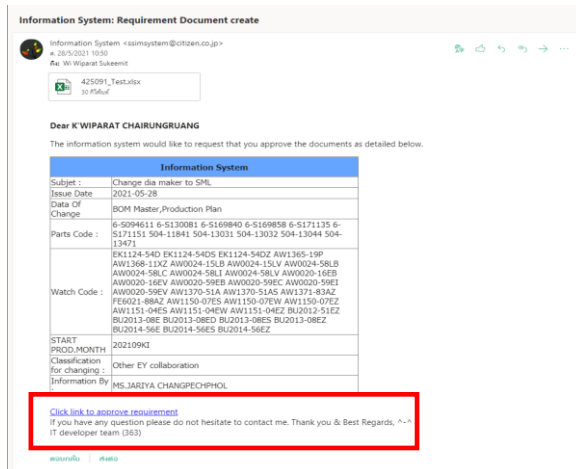 Information System: Requirement Document create
Information System <ssimsystem@citizen.co.jp>
ศ. 28/5/2021 10:50
ถึง: Wi Wiparat Sukeemit
425091_Test.xlsx
30 กิโลไบต์
Dear K'WIPARAT CHAIRUNGRUANG
The information system would like to request that you approve the documents as detailed below.
Information System
Subjet : Change dia maker to SML
Issue Date 2021-05-28
Data Of
Change BOM Master,Production Plan
Parts Code : 6-S094611 6-S130081 6-S169840 6-S169858 6-S171135 6-
S171151 504-11841 504-13031 504-13032 504-13044 504-
13471
Watch Code : EK1124-54D EK1124-54DS EK1124-54DZ AW1365-19P
AW1368-11XZ AW0024-15LB AW0024-15LV AW0024-58LB
AW0024-58LC AW0024-58LI AW0024-58LV AW0020-16EB
AW0020-16EV AW0020-59EB AW0020-59EC AW0020-59EI
AW0020-59EV AW1370-51A AW1370-51AS AW1371-83AZ
FE6021-88AZ AW1150-07ES AW1150-07EW AW1150-07EZ
AW1151-04ES AW1151-04EW AW1151-04EZ BU2012-51EZ
BU2013-08E BU2013-08ED BU2013-08ES BU2013-08EZ
BU2014-56E BU2014-56ES BU2014-56EZ
START
PROD.MONTH 202109KI
Classification
for changing : Other EY collaboration
Information By
: MS.JARIYA CHANGPECHPHOL
Click link to approve requirement
If you have any question please do not hesitate to contact me. Thank you & Best Regards, ^-^
IT developer team (363)
ตอบกลับ ส่งต่อ